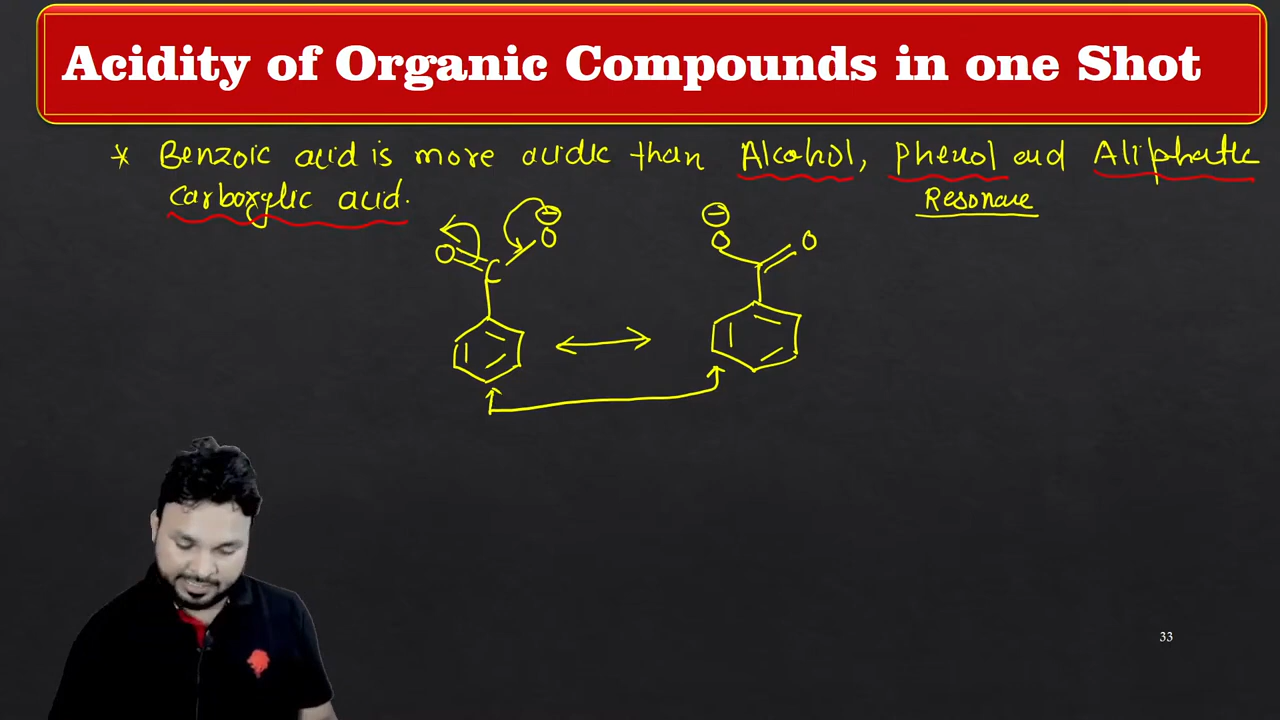 Acidity of Organic Compounds in one Shot
* Benzoic acid is more acidic than Alcohol, Phenol and Aliphatic
Carboxylic acid.
Resonance
⊖ ⊖
O O O O
C
33